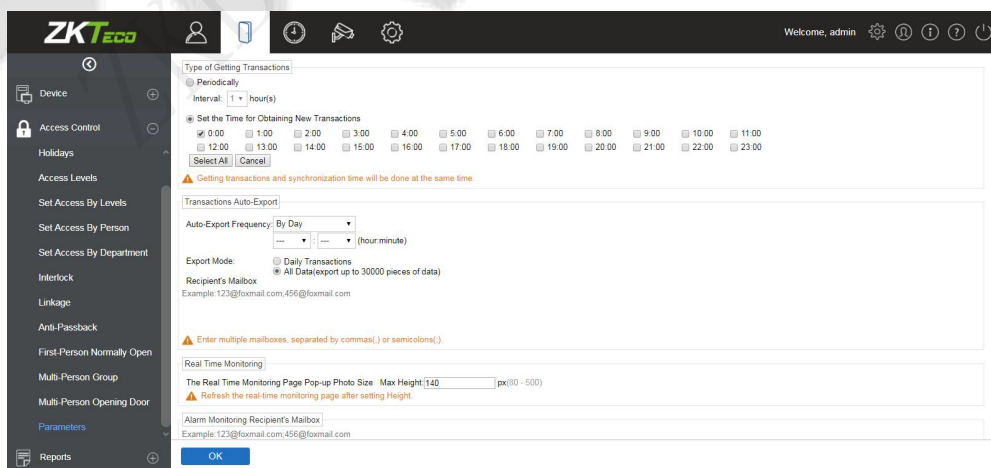 ZKTeco
Welcome, admin
Device
Access Control
Holidays
Access Levels
Set Access By Levels
Set Access By Person
Set Access By Department
Interlock
Linkage
Anti-Passback
First-Person Normally Open
Multi-Person Group
Multi-Person Opening Door
Parameters
Reports
Type of Getting Transactions
Periodically
Interval: 1 hour(s)
Set the Time for Obtaining New Transactions
0:00 1:00 2:00 3:00 4:00 5:00 6:00 7:00 8:00 9:00 10:00 11:00
12:00 13:00 14:00 15:00 16:00 17:00 18:00 19:00 20:00 21:00 22:00 23:00
Select All Cancel
Getting transactions and synchronization time will be done at the same time.
Transactions Auto-Export
Auto-Export Frequency: By Day
--- : --- (hour:minute)
Export Mode: Daily Transactions
All Data(export up to 30000 pieces of data)
Recipient's Mailbox
Example:123@foxmail.com;456@foxmail.com
Enter multiple mailboxes, separated by commas(,) or semicolons(;).
Real Time Monitoring
The Real Time Monitoring Page Pop-up Photo Size Max Height: 140 px(80 - 500)
Refresh the real-time monitoring page after setting Height.
Alarm Monitoring Recipient's Mailbox
Example:123@foxmail.com;456@foxmail.com
OK